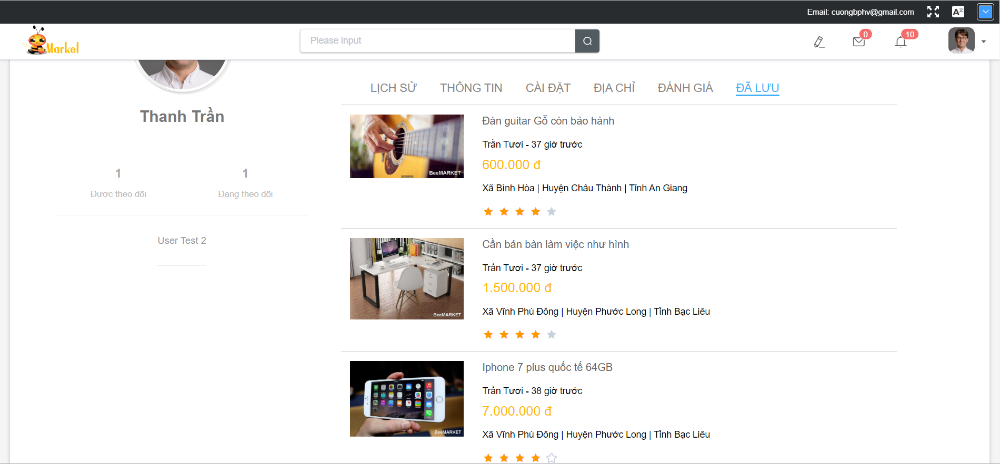 Email: cuongbphv@gmail.com
Market
Please input
0
10
LỊCH SỬ THÔNG TIN CÀI ĐẶT ĐỊA CHỈ ĐÁNH GIÁ ĐÃ LƯU
Thanh Trần
1
Được theo dõi
1
Đang theo dõi
User Test 2
BeeMARKET
Đàn guitar Gỗ còn bảo hành
Trần Tươi - 37 giờ trước
600.000 đ
Xã Bình Hòa | Huyện Châu Thành | Tỉnh An Giang
BeeMARKET
Cần bán bàn làm việc như hình
Trần Tươi - 37 giờ trước
1.500.000 đ
Xã Vĩnh Phú Đông | Huyện Phước Long | Tỉnh Bạc Liêu
BeeMARKET
Iphone 7 plus quốc tế 64GB
Trần Tươi - 38 giờ trước
7.000.000 đ
Xã Vĩnh Phú Đông | Huyện Phước Long | Tỉnh Bạc Liêu